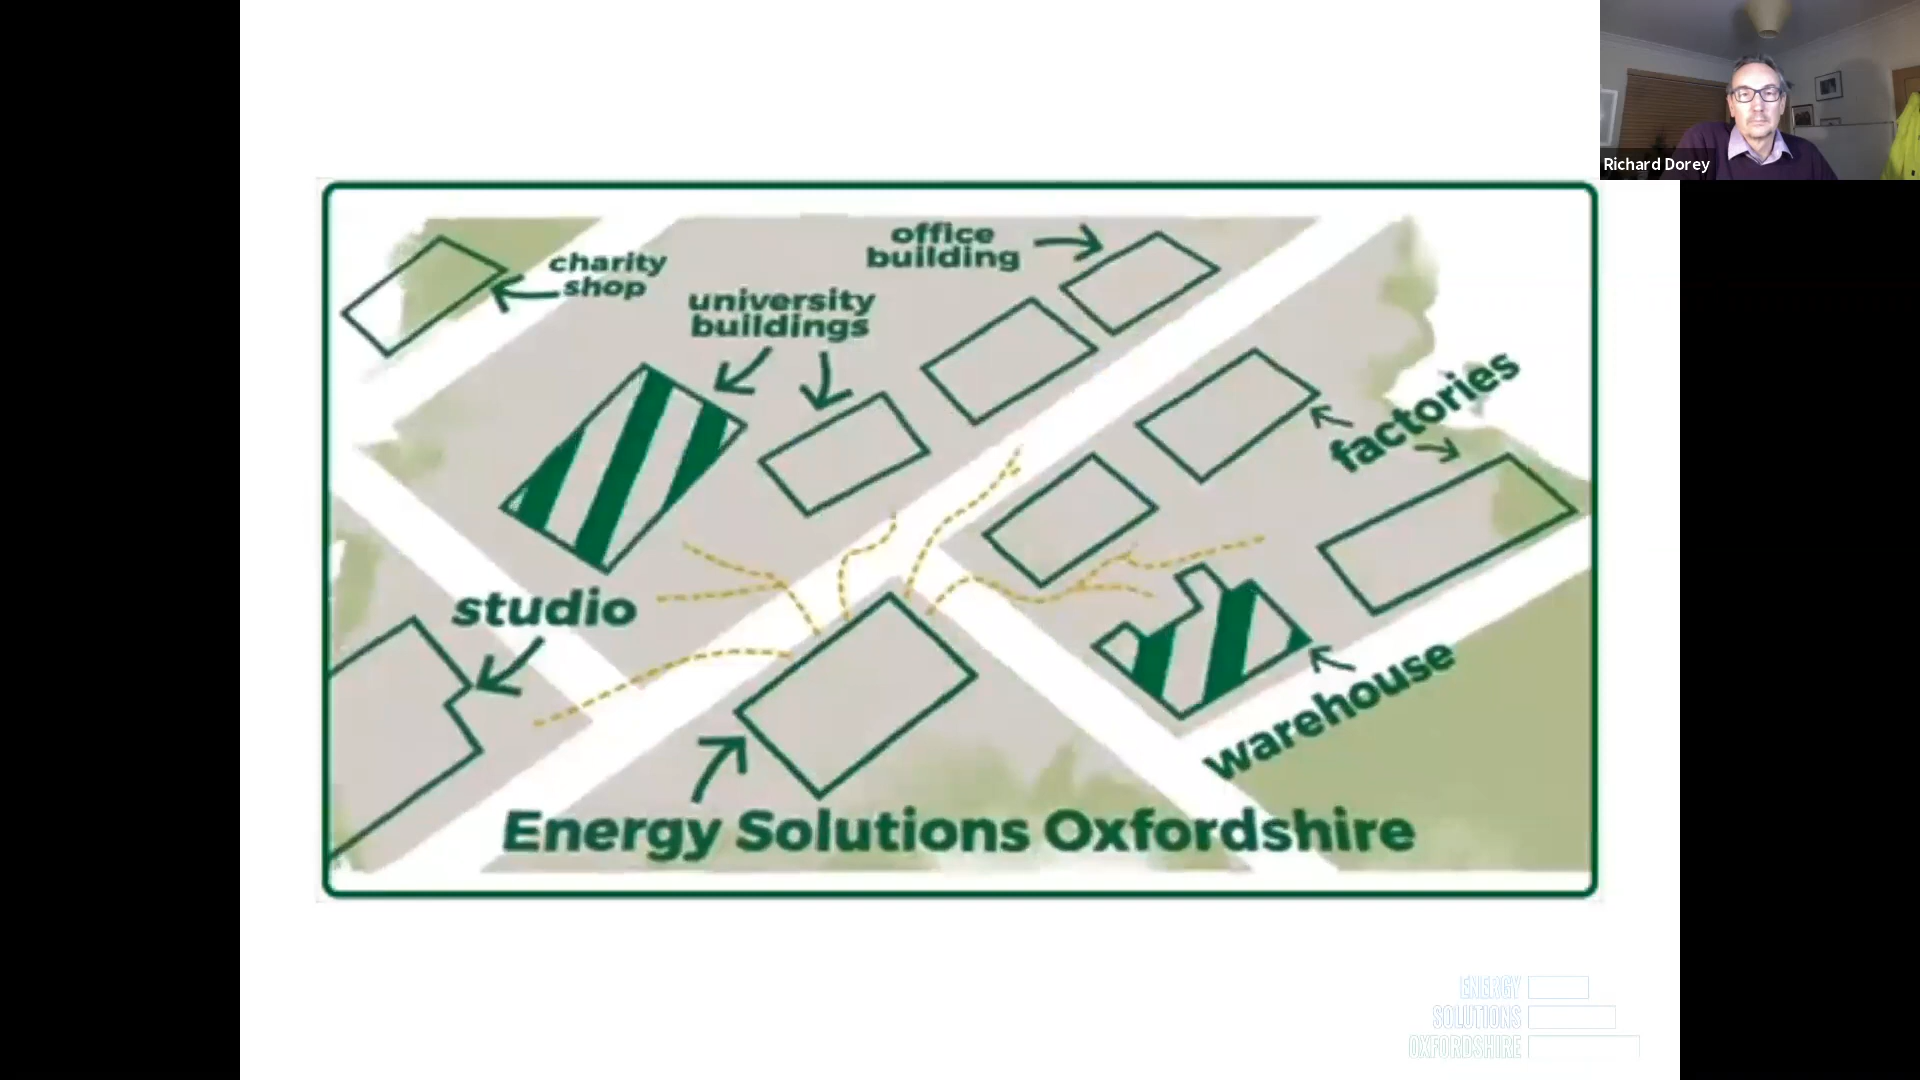 Richard Dorey
office
building
charity
shop
university
buildings
factories
studio
warehouse
Energy Solutions Oxfordshire
ENERGY
SOLUTIONS
OXFORDSHIRE